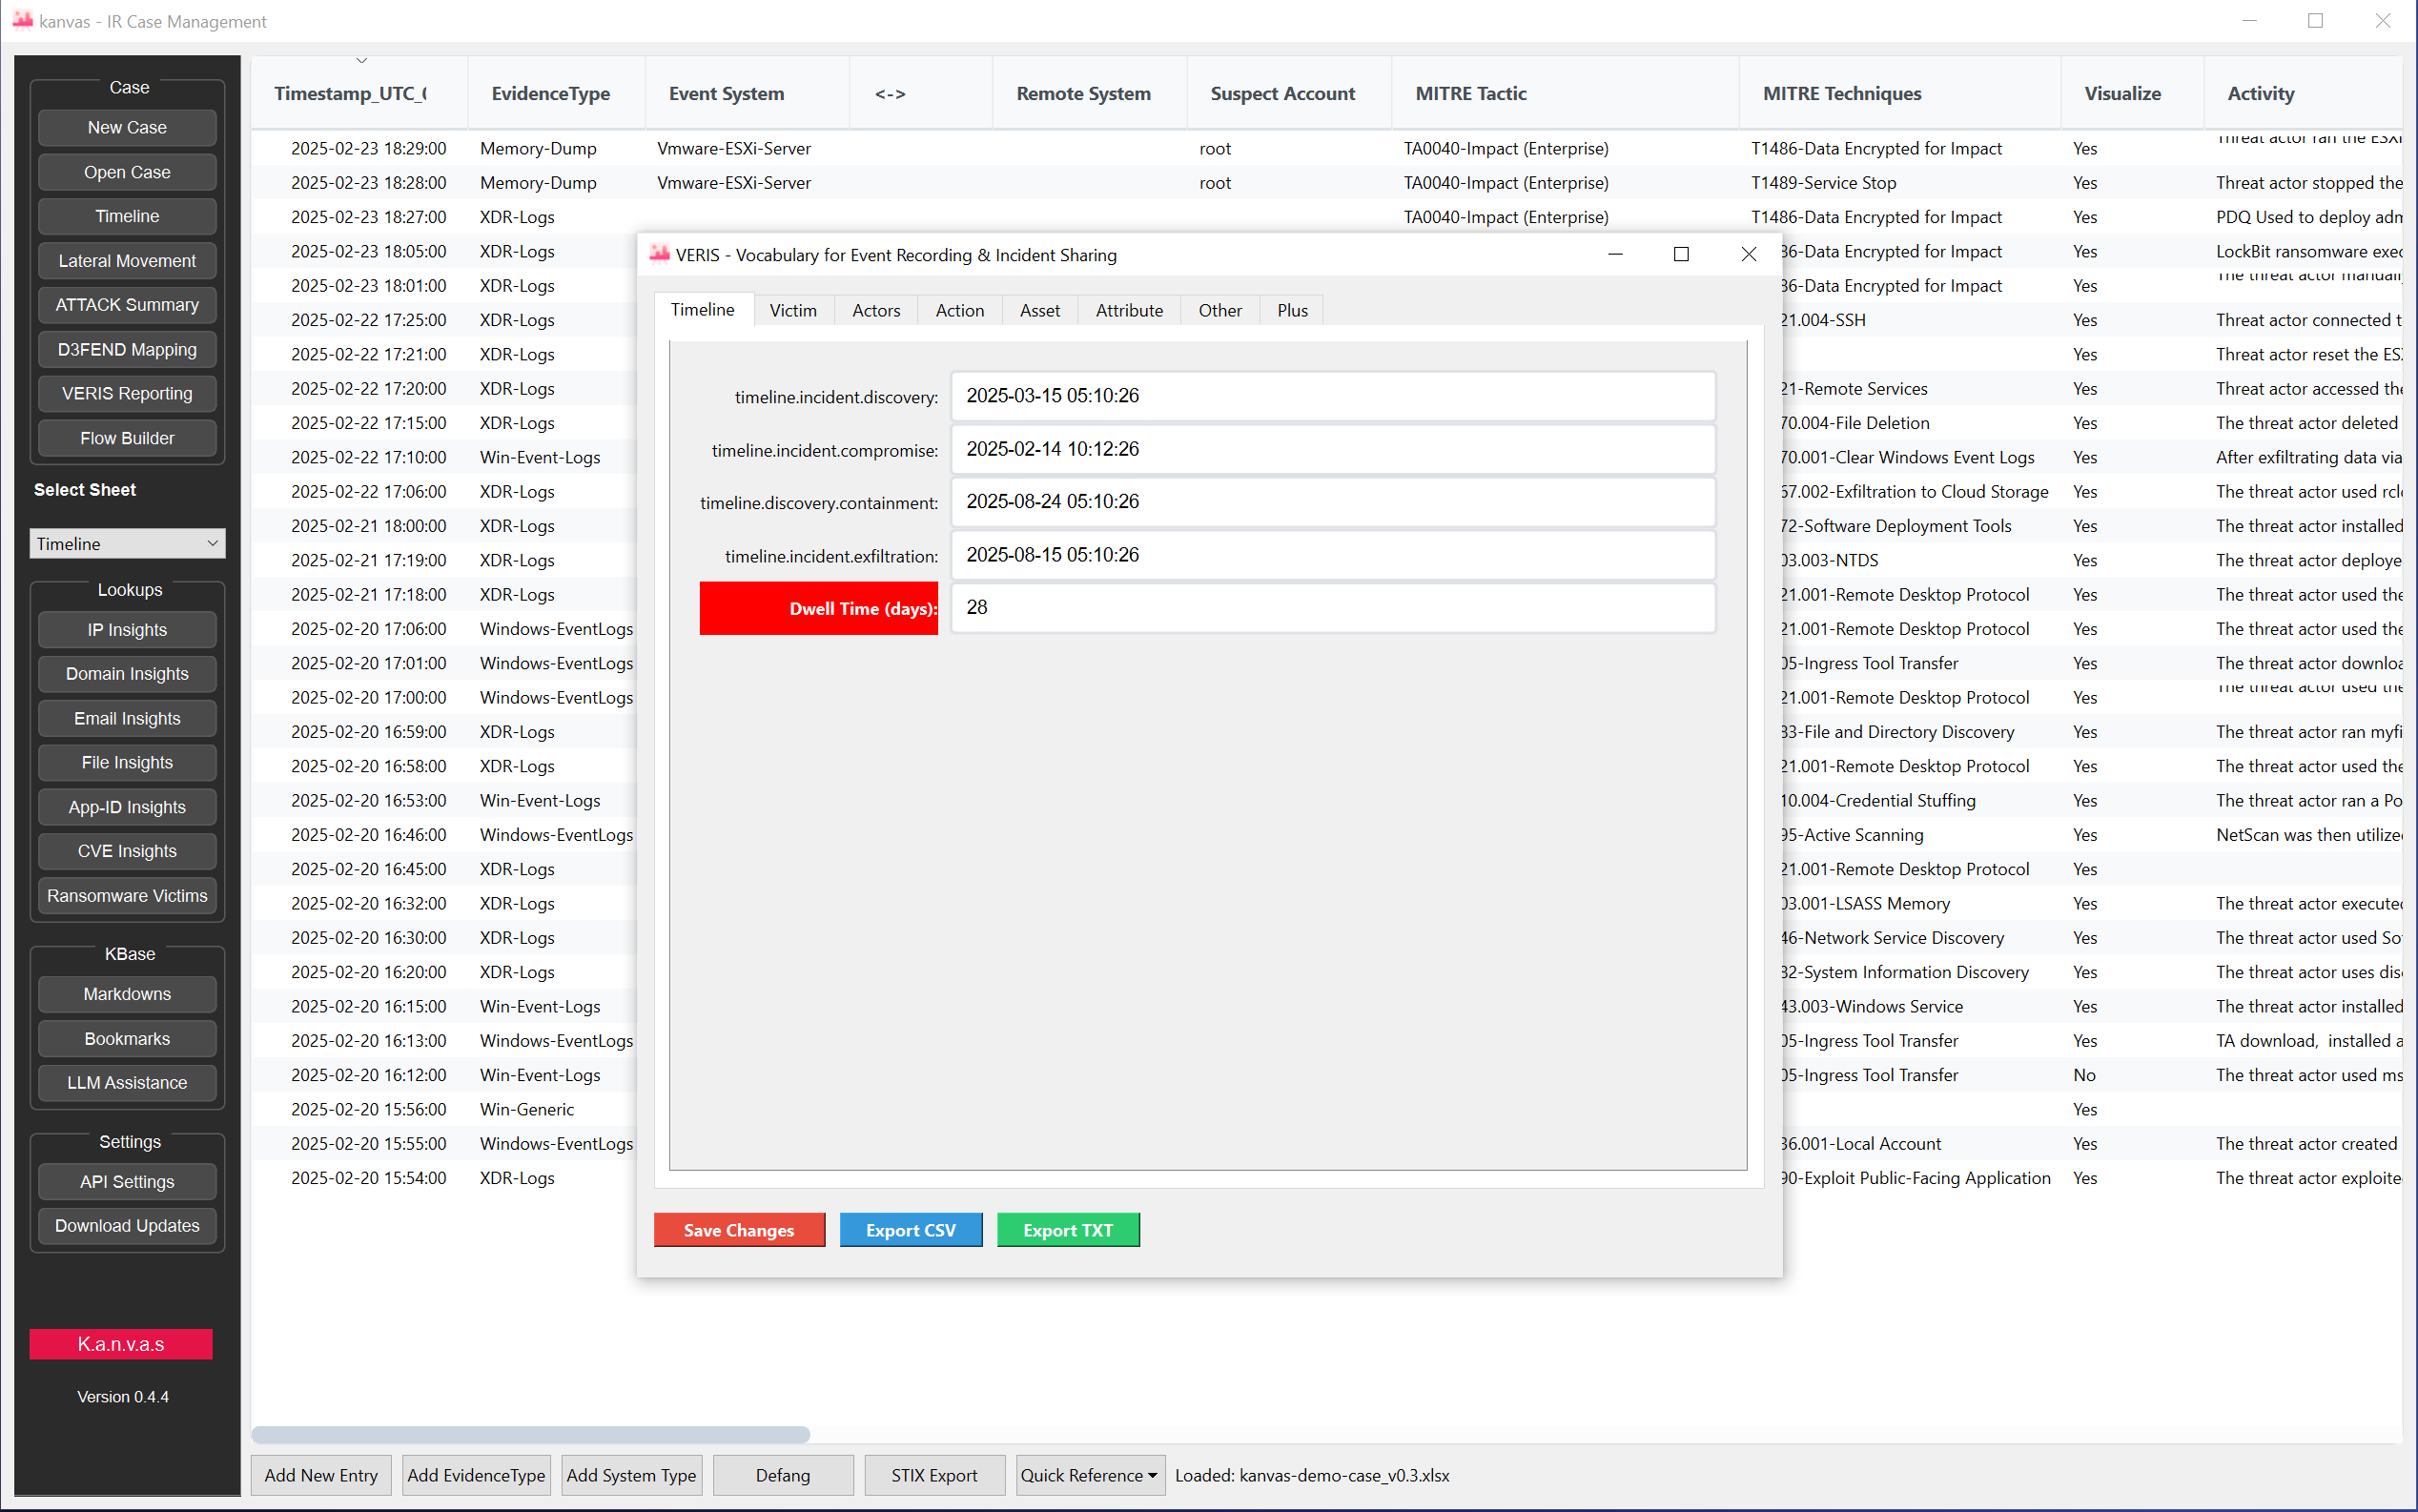 kanvas - IR Case Management
Case
New Case
Open Case
Timeline
Lateral Movement
ATTACK Summary
D3FEND Mapping
VERIS Reporting
Flow Builder
Select Sheet
Timeline
Lookups
IP Insights
Domain Insights
Email Insights
File Insights
App-ID Insights
CVE Insights
Ransomware Victims
KBase
Markdowns
Bookmarks
LLM Assistance
Settings
API Settings
Download Updates
K.a.n.v.a.s
Version 0.4.4
Timestamp_UTC_ EvidenceType Event System <-> Remote System Suspect Account MITRE Tactic MITRE Techniques Visualize Activity
2025-02-23 18:29:00 Memory-Dump Vmware-ESXi-Server root TA0040-Impact (Enterprise) T1486-Data Encrypted for Impact Yes Threat actor ran the ESXi
2025-02-23 18:28:00 Memory-Dump Vmware-ESXi-Server root TA0040-Impact (Enterprise) T1489-Service Stop Yes Threat actor stopped the
2025-02-23 18:27:00 XDR-Logs TA0040-Impact (Enterprise) T1486-Data Encrypted for Impact Yes PDQ Used to deploy adm
2025-02-23 18:05:00 XDR-Logs 86-Data Encrypted for Impact Yes LockBit ransomware exec
2025-02-23 18:01:00 XDR-Logs 86-Data Encrypted for Impact Yes The threat actor manually
2025-02-22 17:25:00 XDR-Logs 21.004-SSH Yes Threat actor connected t
2025-02-22 17:21:00 XDR-Logs Yes Threat actor reset the ESX
2025-02-22 17:20:00 XDR-Logs 21-Remote Services Yes Threat actor accessed the
2025-02-22 17:15:00 XDR-Logs 70.004-File Deletion Yes The threat actor deleted
2025-02-22 17:10:00 Win-Event-Logs 70.001-Clear Windows Event Logs Yes After exfiltrating data via
2025-02-22 17:06:00 XDR-Logs 67.002-Exfiltration to Cloud Storage Yes The threat actor used rcl
2025-02-21 18:00:00 XDR-Logs 72-Software Deployment Tools Yes The threat actor installed
2025-02-21 17:19:00 XDR-Logs 03.003-NTDS Yes The threat actor deploye
2025-02-21 17:18:00 XDR-Logs 21.001-Remote Desktop Protocol Yes The threat actor used the
2025-02-20 17:06:00 Windows-EventLogs 21.001-Remote Desktop Protocol Yes The threat actor used the
2025-02-20 17:01:00 Windows-EventLogs 05-Ingress Tool Transfer Yes The threat actor downloa
2025-02-20 17:00:00 Windows-EventLogs 21.001-Remote Desktop Protocol Yes The threat actor used the
2025-02-20 16:59:00 XDR-Logs 83-File and Directory Discovery Yes The threat actor ran myfi
2025-02-20 16:58:00 XDR-Logs 21.001-Remote Desktop Protocol Yes The threat actor used the
2025-02-20 16:53:00 Win-Event-Logs 10.004-Credential Stuffing Yes The threat actor ran a Po
2025-02-20 16:46:00 Windows-EventLogs 95-Active Scanning Yes NetScan was then utilize
2025-02-20 16:45:00 XDR-Logs 21.001-Remote Desktop Protocol Yes
2025-02-20 16:32:00 XDR-Logs 03.001-LSASS Memory Yes The threat actor execute
2025-02-20 16:30:00 XDR-Logs 46-Network Service Discovery Yes The threat actor used So
2025-02-20 16:20:00 XDR-Logs 82-System Information Discovery Yes The threat actor uses dis
2025-02-20 16:15:00 Win-Event-Logs 43.003-Windows Service Yes The threat actor installed
2025-02-20 16:13:00 Windows-EventLogs 05-Ingress Tool Transfer Yes TA download, installed a
2025-02-20 16:12:00 Win-Event-Logs 05-Ingress Tool Transfer No The threat actor used ms
2025-02-20 15:56:00 Win-Generic Yes
2025-02-20 15:55:00 Windows-EventLogs 36.001-Local Account Yes The threat actor created
2025-02-20 15:54:00 XDR-Logs 90-Exploit Public-Facing Application Yes The threat actor exploite
VERIS - Vocabulary for Event Recording & Incident Sharing
Timeline Victim Actors Action Asset Attribute Other Plus
timeline.incident.discovery: 2025-03-15 05:10:26
timeline.incident.compromise: 2025-02-14 10:12:26
timeline.discovery.containment: 2025-08-24 05:10:26
timeline.incident.exfiltration: 2025-08-15 05:10:26
Dwell Time (days): 28
Save Changes Export CSV Export TXT
Add New Entry Add EvidenceType Add System Type Defang STIX Export Quick Reference Loaded: kanvas-demo-case_v0.3.xlsx